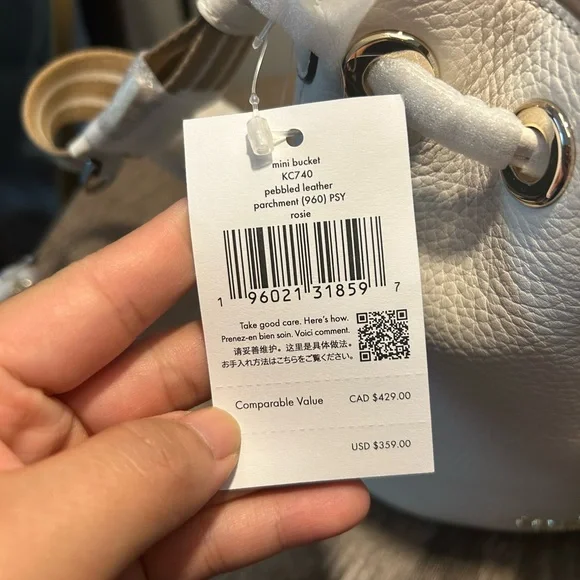 mini bucket
KC740
pebbled leather
parchment (960) PSY
rosie
1 96021 31859 7
Take good care. Here's how.
Prenez-en bien soin. Voici comment.
请妥善维护。这里是具体做法。
お手入れ方法はこちらをご覧ください。
Comparable Value CAD $429.00
USD $359.00